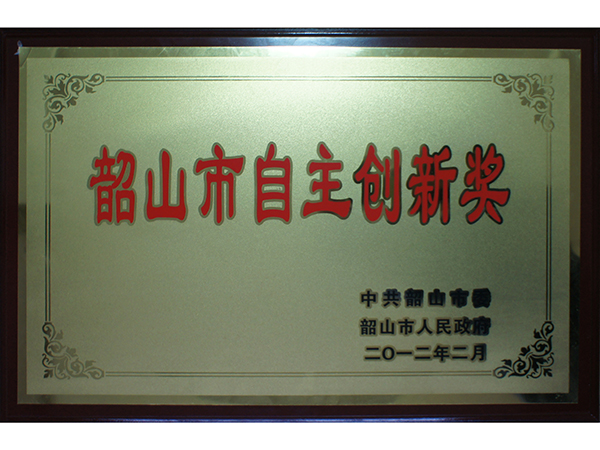 韶山市自主创新奖
中共韶山市委
韶山市人民政府
二〇一二年二月